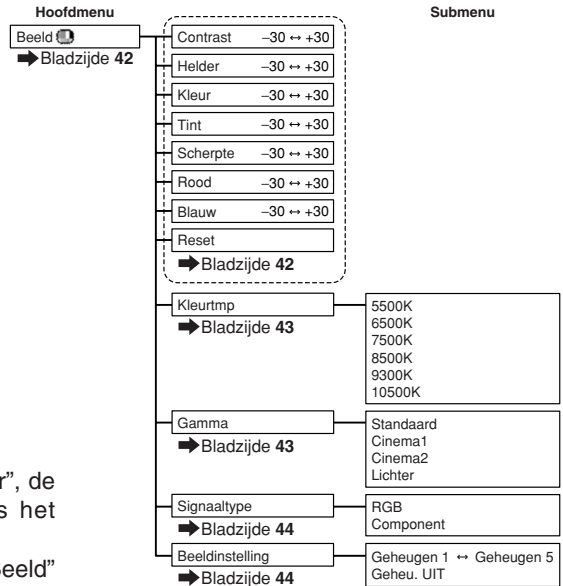 Hoofdmenu Submenu
Beeld
Bladzijde 42
Contrast –30 ↔ +30
Helder –30 ↔ +30
Kleur –30 ↔ +30
Tint –30 ↔ +30
Scherpte –30 ↔ +30
Rood –30 ↔ +30
Blauw –30 ↔ +30
Reset
Bladzijde 42
Kleurtmp
Bladzijde 43
5500K
6500K
7500K
8500K
9300K
10500K
Gamma
Bladzijde 43
Standaard
Cinema1
Cinema2
Lichter
Signaaltype
Bladzijde 44
RGB
Component
Beeldinstelling
Bladzijde 44
Geheugen 1 ↔ Geheugen 5
Geheu. UIT
r”, de
s het
eeld”